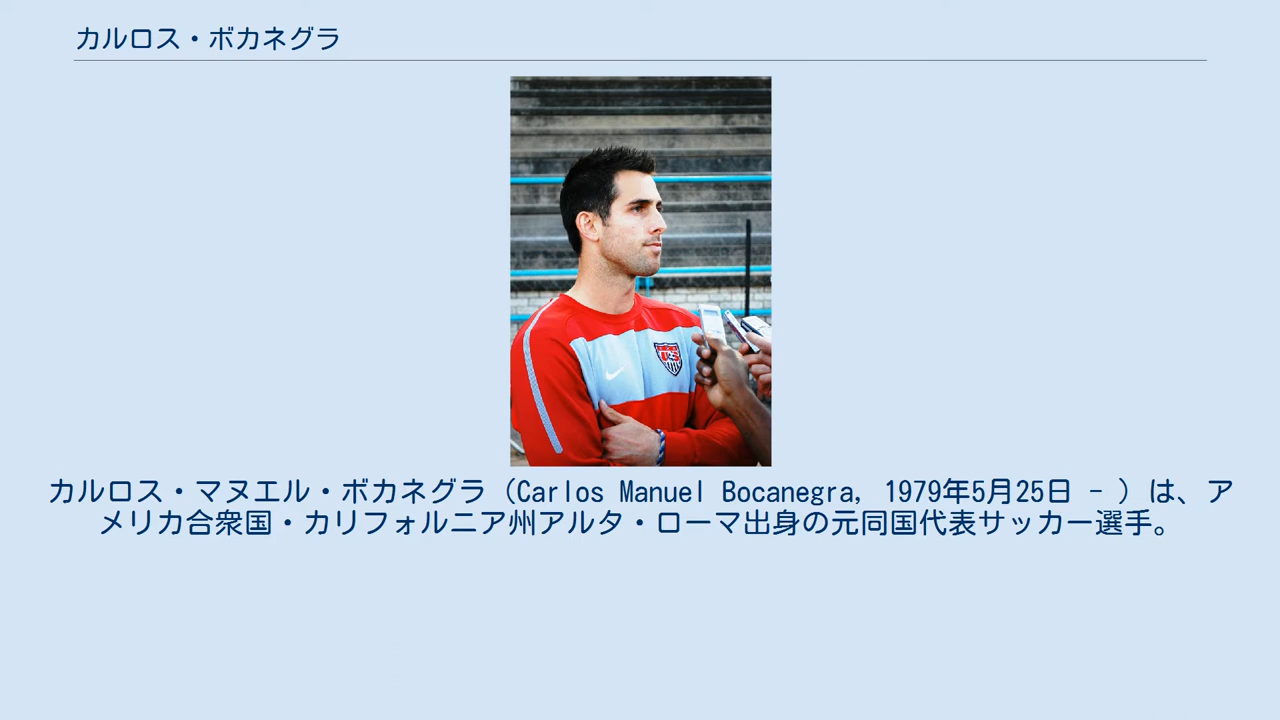 カルロス・ボカネグラ
US
カルロス・マヌエル・ボカネグラ（Carlos Manuel Bocanegra, 1979年5月25日 - ）は、ア
メリカ合衆国・カリフォルニア州アルタ・ローマ出身の元同国代表サッカー選手。